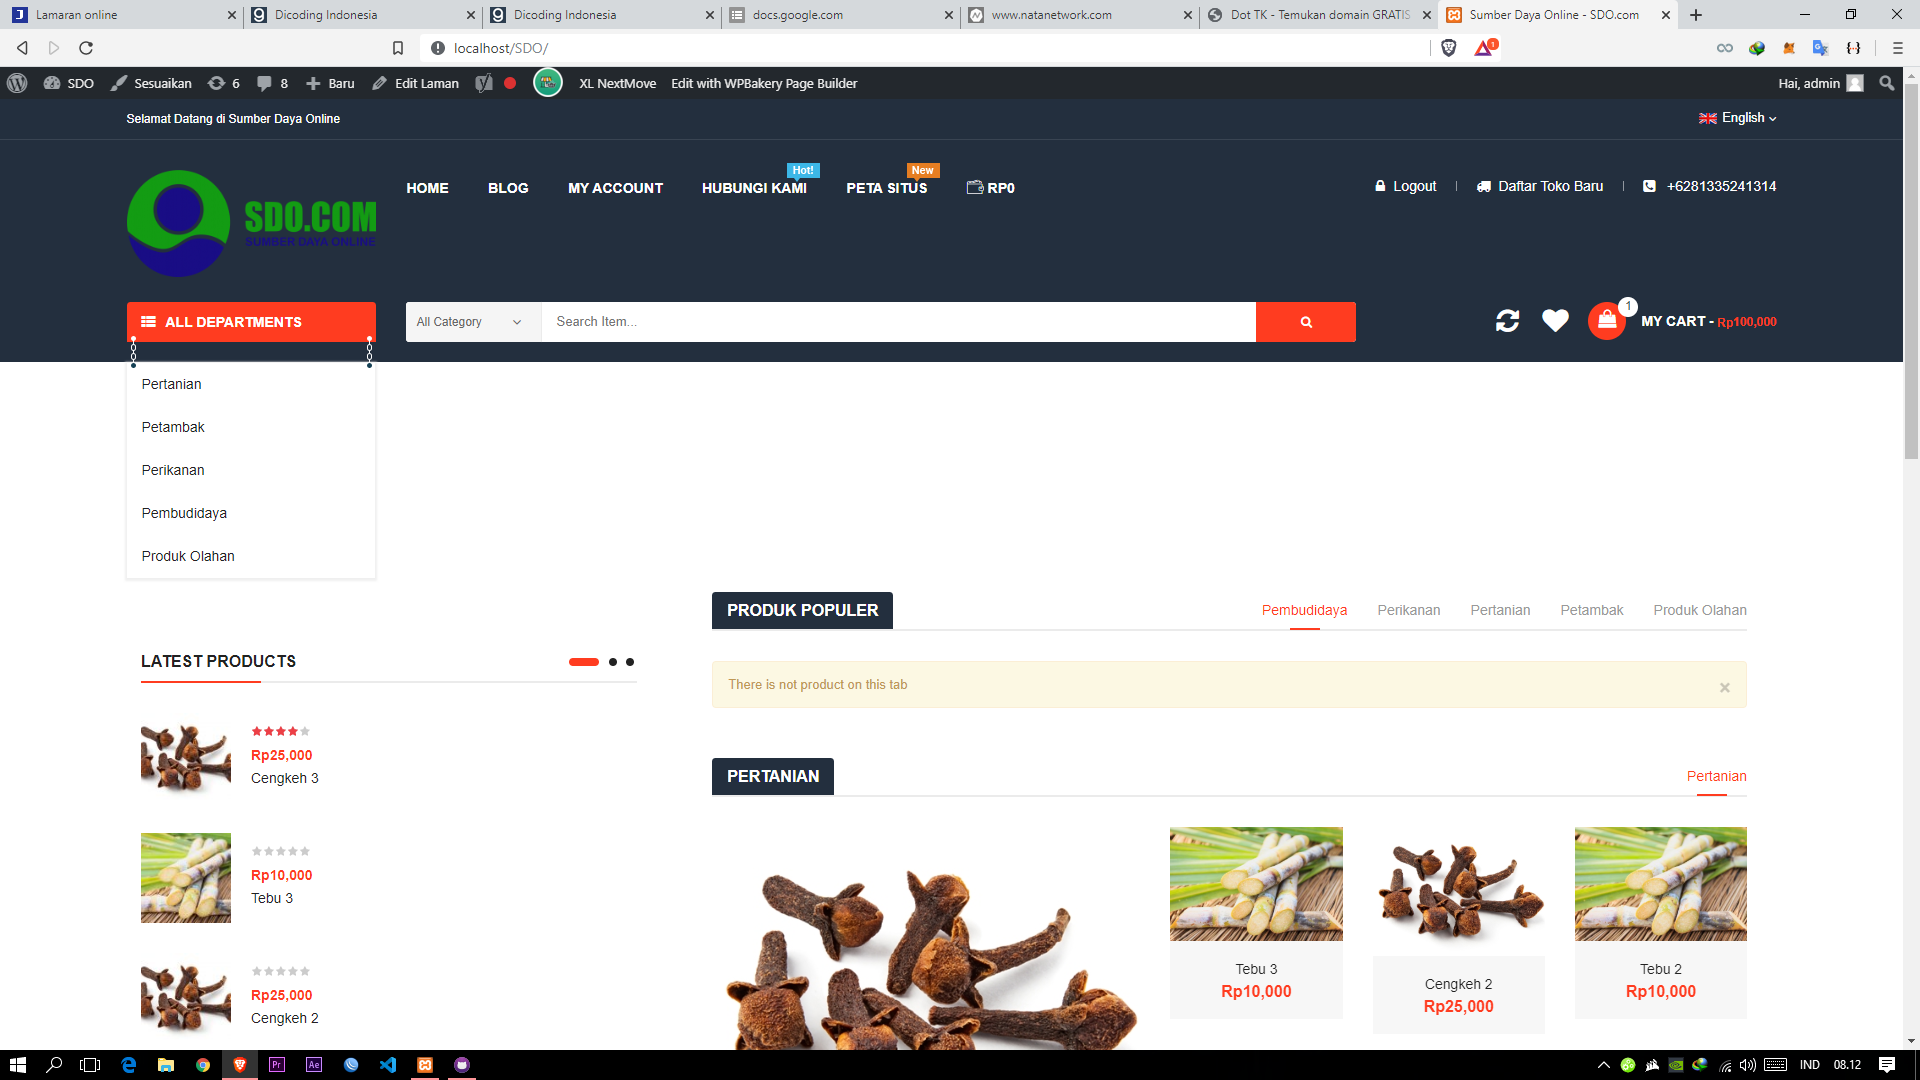 Lamaran online
Dicoding Indonesia
Dicoding Indonesia
docs.google.com
www.natanetwork.com
Dot TK - Temukan domain GRATIS
Sumber Daya Online - SDO.com
localhost/SDO/
1
SDO
Sesuaikan
6
8
Baru
Edit Laman
XL NextMove
Edit with WPBakery Page Builder
Hai, admin
Selamat Datang di Sumber Daya Online
English
SDO.COM
SUMBER DAYA ONLINE
HOME
BLOG
MY ACCOUNT
HUBUNGI KAMI
Hot!
PETA SITUS
New
RP0
Logout
Daftar Toko Baru
+6281335241314
ALL DEPARTMENTS
All Category
Search Item...
1
MY CART - Rp100,000
Pertanian
Petambak
Perikanan
Pembudidaya
Produk Olahan
PRODUK POPULER
Pembudidaya
Perikanan
Pertanian
Petambak
Produk Olahan
There is not product on this tab
×
LATEST PRODUCTS
Rp25,000
Cengkeh 3
Rp10,000
Tebu 3
Rp25,000
Cengkeh 2
PERTANIAN
Pertanian
Tebu 3
Rp10,000
Cengkeh 2
Rp25,000
Tebu 2
Rp10,000
Pr
Ae
IND
08.12